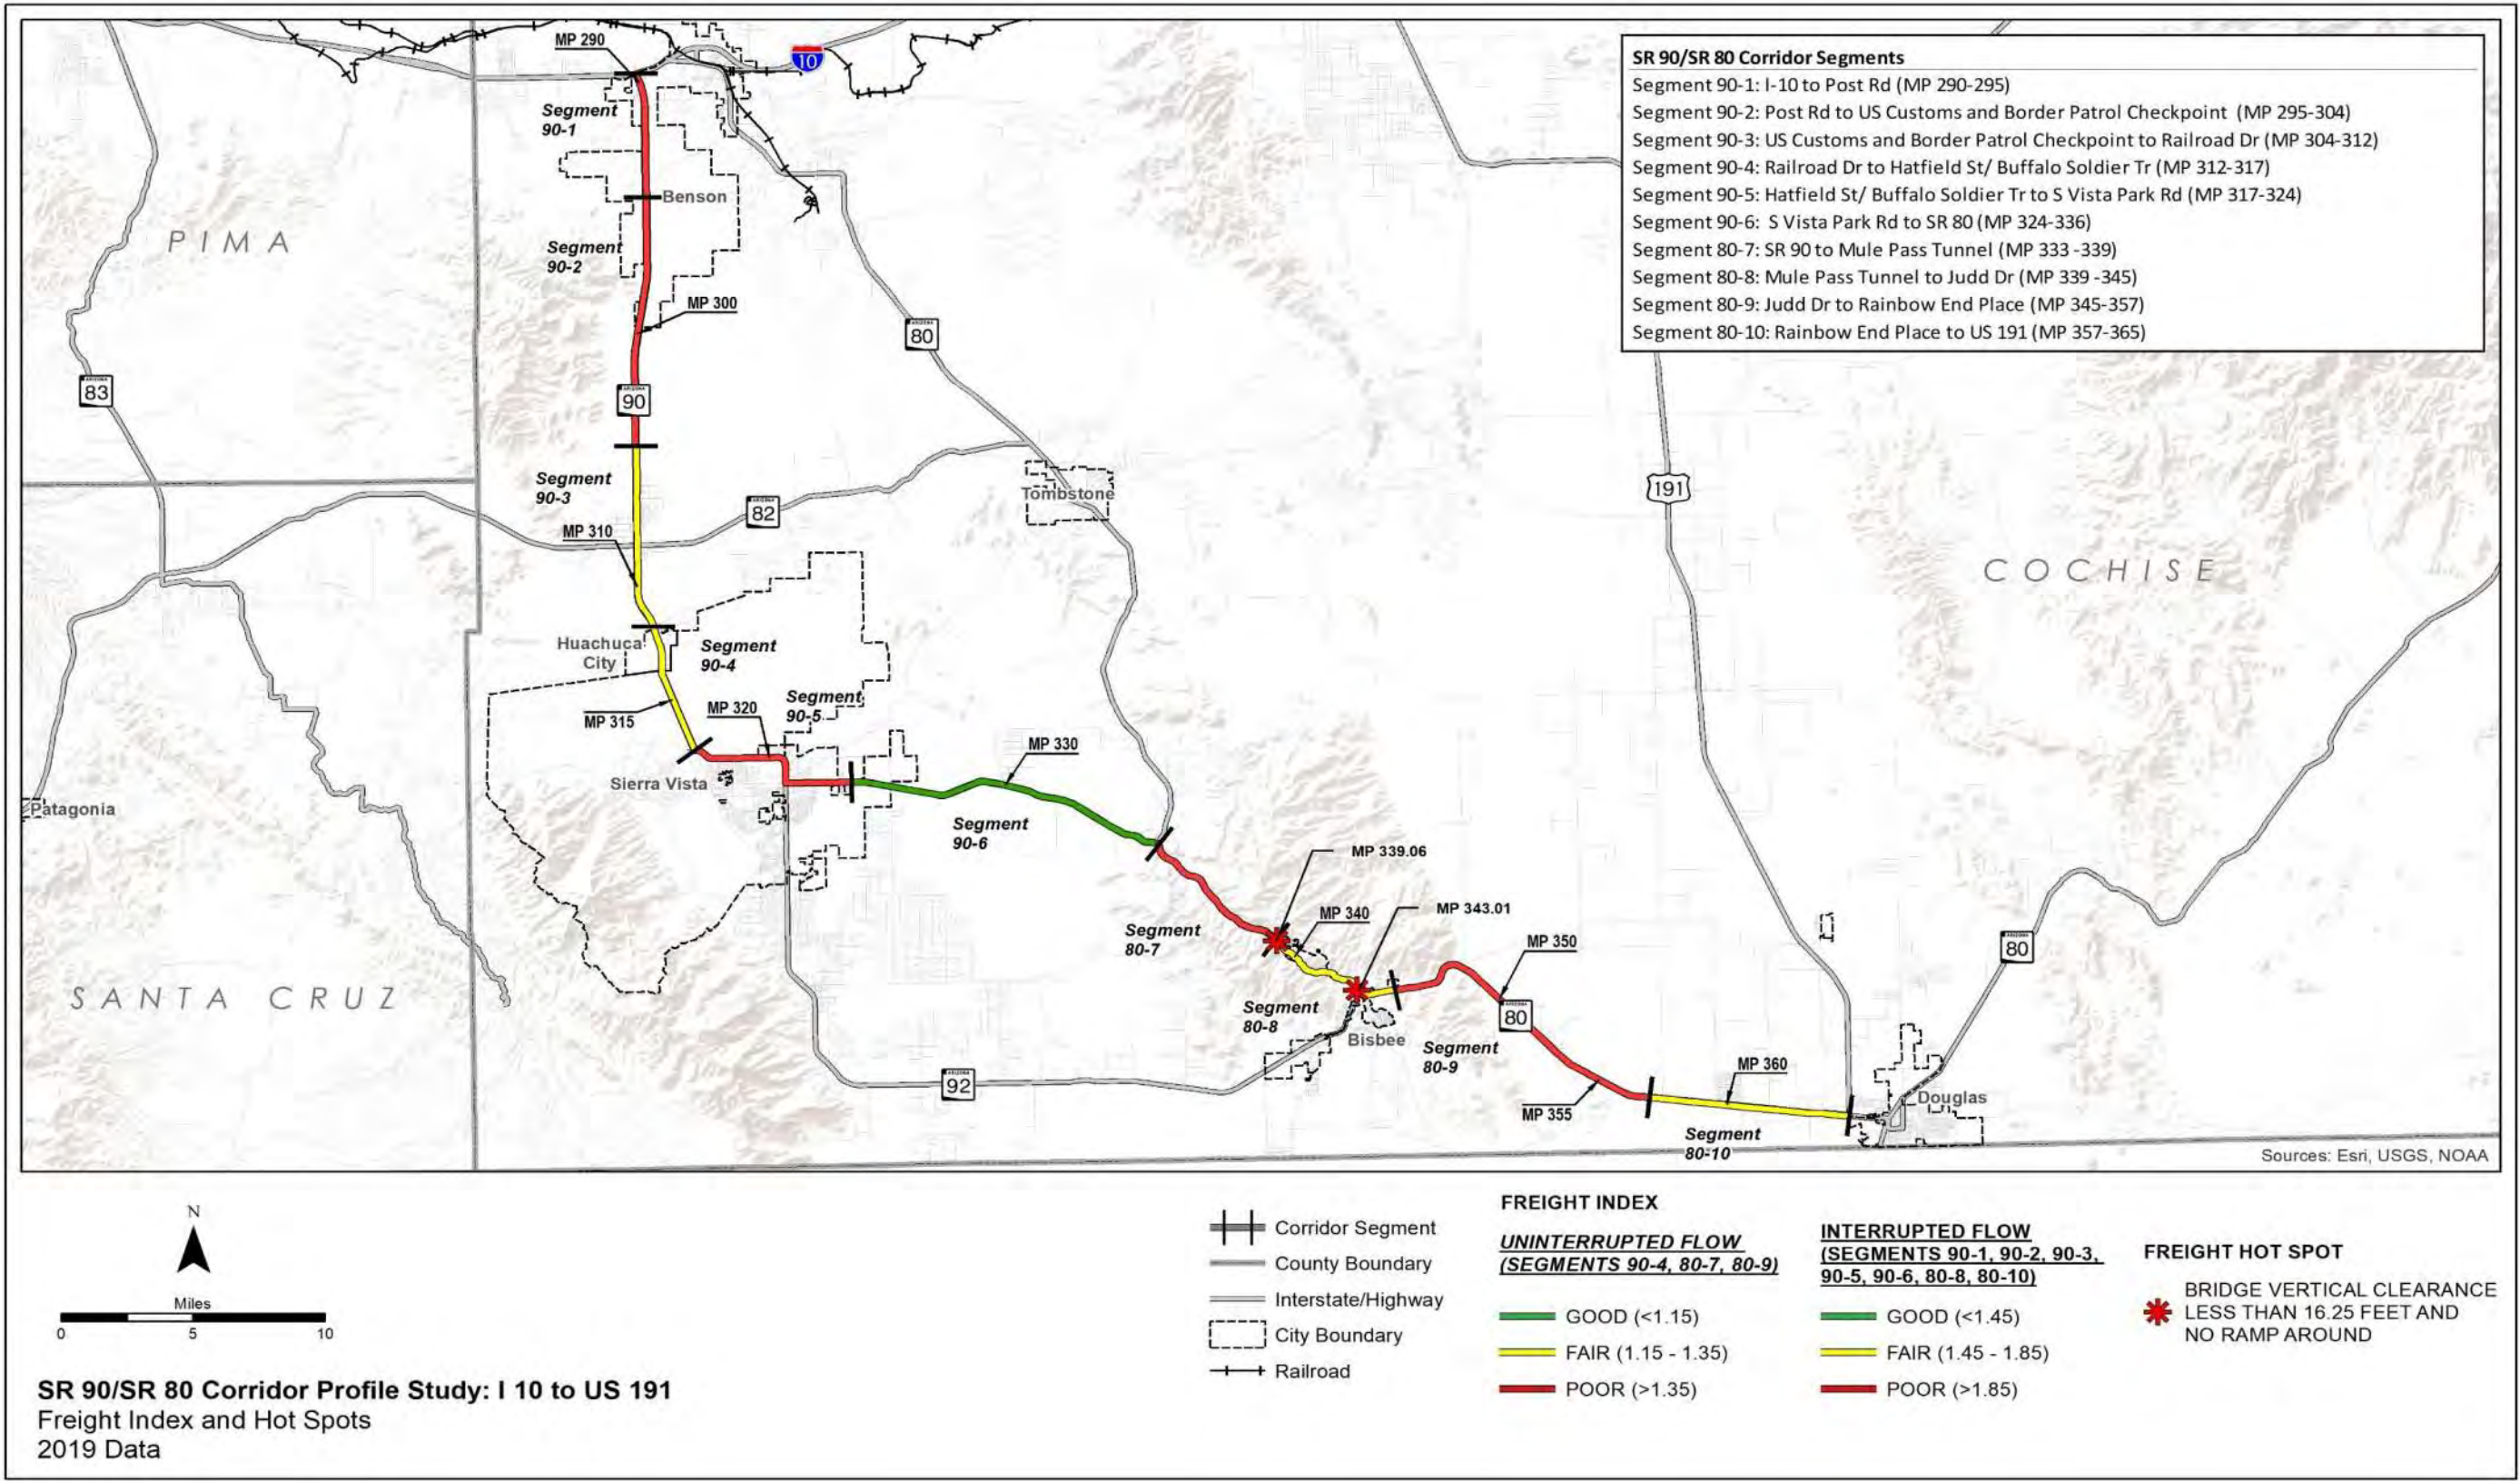 MP 290
10
SR 90/SR 80 Corridor Segments
Segment 90-1: I-10 to Post Rd (MP 290-295)
Segment 90-2: Post Rd to US Customs and Border Patrol Checkpoint (MP 295-304)
Segment 90-3: US Customs and Border Patrol Checkpoint to Railroad Dr (MP 304-312)
Segment 90-4: Railroad Dr to Hatfield St/ Buffalo Soldier Tr (MP 312-317)
Segment 90-5: Hatfield St/ Buffalo Soldier Tr to S Vista Park Rd (MP 317-324)
Segment 90-6: S Vista Park Rd to SR 80 (MP 324-336)
Segment 80-7: SR 90 to Mule Pass Tunnel (MP 333 -339)
Segment 80-8: Mule Pass Tunnel to Judd Dr (MP 339 -345)
Segment 80-9: Judd Dr to Rainbow End Place (MP 345-357)
Segment 80-10: Rainbow End Place to US 191 (MP 357-365)
Segment
90-1
Benson
PIMA
Segment
90-2
MP 300
ARIZONA
80
ARIZONA
83
ARIZONA
90
Segment
90-3
Tombstone
191
ARIZONA
82
MP 310
COCHISE
Huachuca
City
Segment
90-4
Segment
90-5
MP 315
MP 320
MP 330
Sierra Vista
Patagonia
Segment
90-6
MP 339.06
MP 340
MP 343.01
Segment
80-7
MP 350
ARIZONA
80
SANTA CRUZ
Segment
80-8
ARIZONA
80
Bisbee
Segment
80-9
MP 360
ARIZONA
92
MP 355
Douglas
Segment
80-10
Sources: Esri, USGS, NOAA
N
Miles
0 5 10
SR 90/SR 80 Corridor Profile Study: I 10 to US 191
Freight Index and Hot Spots
2019 Data
Corridor Segment
County Boundary
Interstate/Highway
City Boundary
Railroad
FREIGHT INDEX
UNINTERRUPTED FLOW
(SEGMENTS 90-4, 80-7, 80-9)
GOOD (<1.15)
FAIR (1.15 - 1.35)
POOR (>1.35)
INTERRUPTED FLOW
(SEGMENTS 90-1, 90-2, 90-3,
90-5, 90-6, 80-8, 80-10)
GOOD (<1.45)
FAIR (1.45 - 1.85)
POOR (>1.85)
FREIGHT HOT SPOT
BRIDGE VERTICAL CLEARANCE
LESS THAN 16.25 FEET AND
NO RAMP AROUND